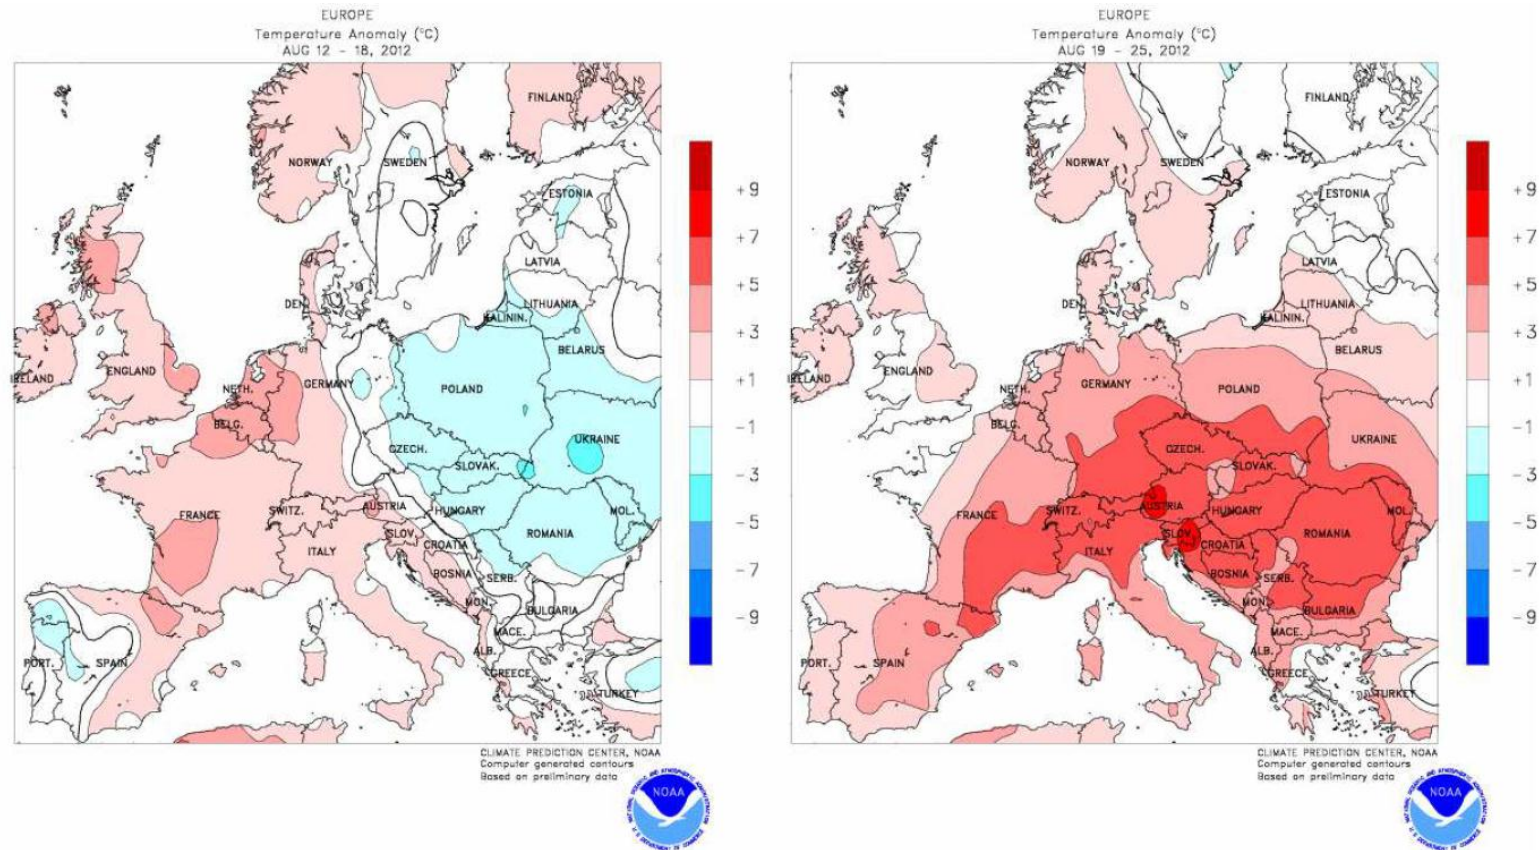 EUROPE
Temperature Anomaly (°C)
AUG 12 - 18, 2012
FINLAND
NORWAY
SWEDEN
ESTONIA
LATVIA
DEN.
LITHUANIA
KALININ.
BELARUS
IRELAND
ENGLAND
NETH.
GERMANY
POLAND
BELG.
UKRAINE
CZECH.
SLOVAK.
FRANCE
SWITZ.
AUSTRIA
HUNGARY
MOL.
SLOV.
ROMANIA
ITALY
CROATIA
BOSNIA
SERB.
MON.
BULGARIA
MACE.
PORT.
SPAIN
ALB.
GREECE
TURKEY
+9
+7
+5
+3
+1
-1
-3
-5
-7
-9
CLIMATE PREDICTION CENTER, NOAA
Computer generated contours
Based on preliminary data
NOAA
EUROPE
Temperature Anomaly (°C)
AUG 19 - 25, 2012
FINLAND
NORWAY
SWEDEN
ESTONIA
LATVIA
DEN.
LITHUANIA
KALININ.
BELARUS
IRELAND
ENGLAND
NETH.
GERMANY
POLAND
BELG.
UKRAINE
CZECH.
SLOVAK.
FRANCE
SWITZ.
AUSTRIA
HUNGARY
MOL.
SLOV.
ROMANIA
CROATIA
ITALY
BOSNIA
SERB.
MON.
BULGARIA
MACE.
ALB.
PORT.
SPAIN
GREECE
TURKEY
+9
+7
+5
+3
+1
-1
-3
-5
-7
-9
CLIMATE PREDICTION CENTER, NOAA
Computer generated contours
Based on preliminary data
NOAA